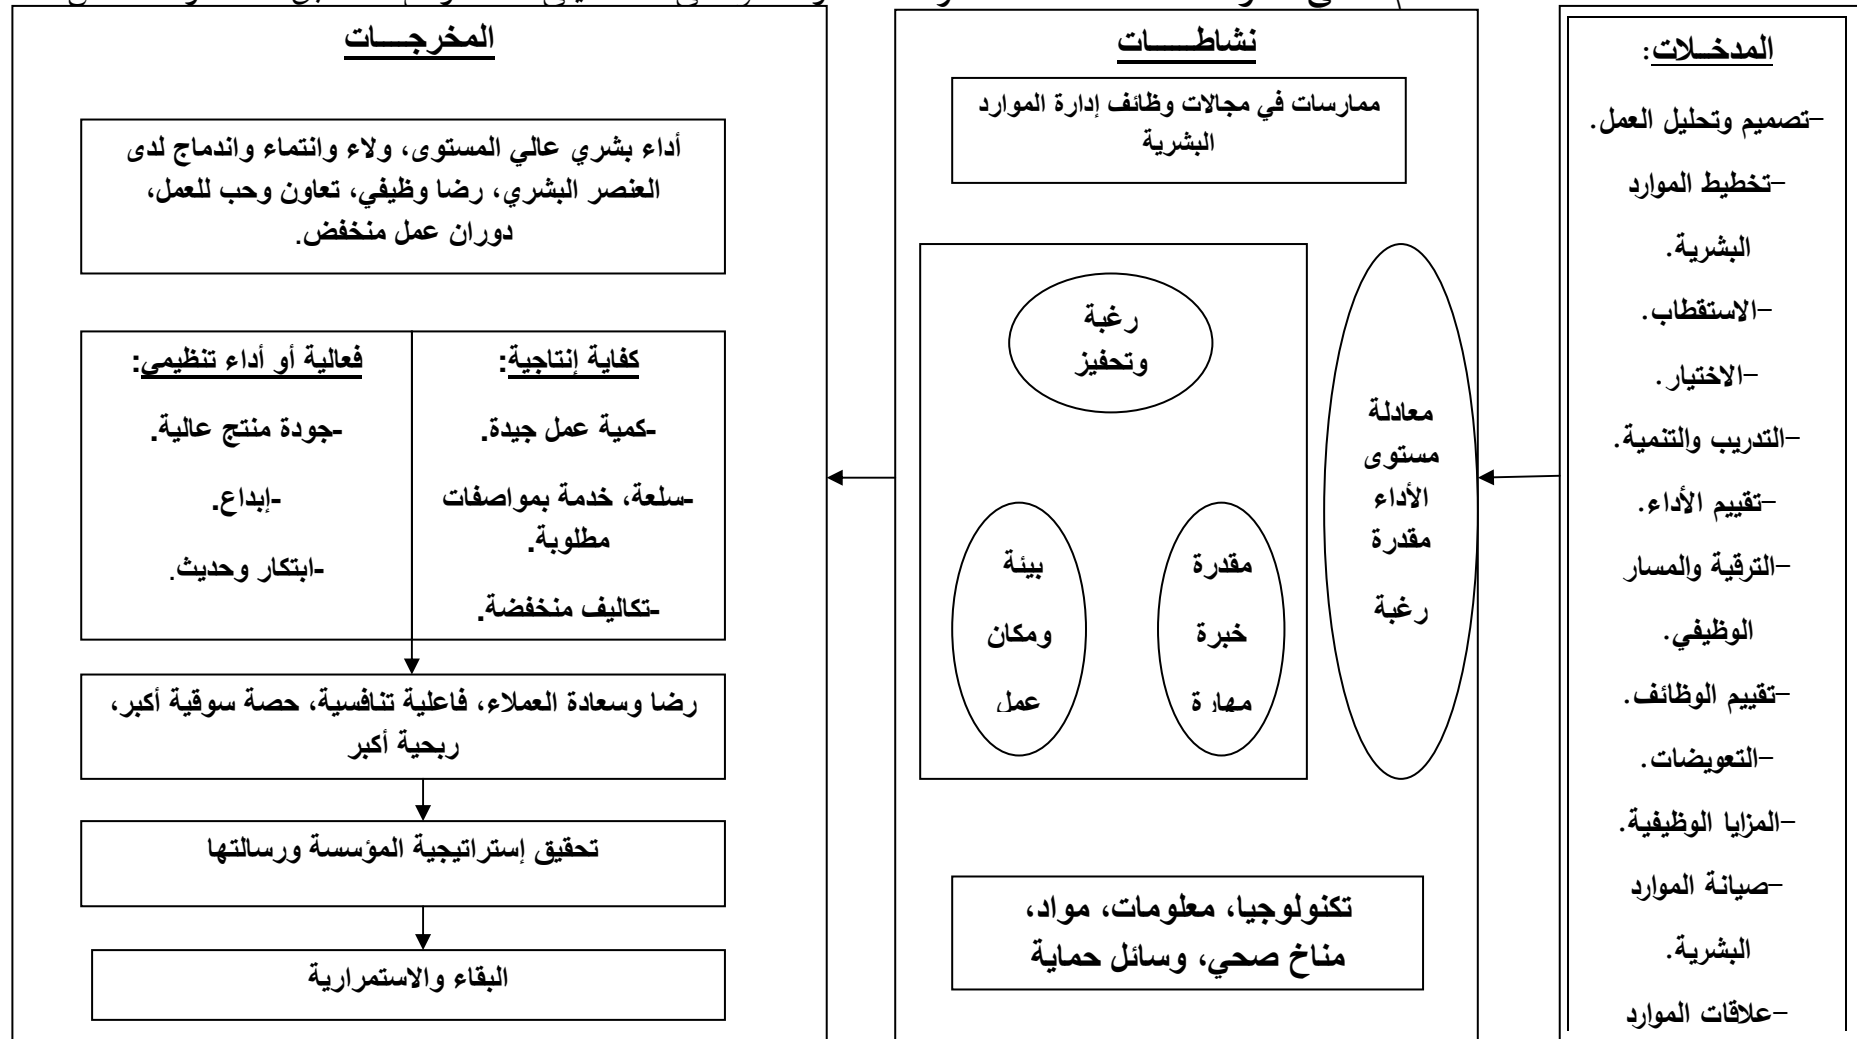 المدخـلات:
-تصميم وتحليل العمل.
-تخطيط الموارد
البشرية.
-الاستقطاب.
-الاختيار.
-التدريب والتنمية.
-تقييم الأداء.
-الترقية والمسار
الوظيفي.
-تقييم الوظائف.
-التعويضات.
-المزايا الوظيفية.
-صيانة الموارد
البشرية.
-علاقات الموارد
نشاطـــــات
ممارسات في مجالات وظائف إدارة الموارد
البشرية
معادلة
مستوى
الأداء
مقدرة
رغبة
رغبة
وتحفيز
مقدرة
خبرة
مهارة
بيئة
ومكان
عمل
تكنولوجيا، معلومات، مواد،
مناخ صحي، وسائل حماية
المخرجــــات
أداء بشري عالي المستوى، ولاء وانتماء واندماج لدى
العنصر البشري، رضا وظيفي، تعاون وحب للعمل،
دوران عمل منخفض.
كفاية إنتاجية:
-كمية عمل جيدة.
-سلعة، خدمة بمواصفات
مطلوبة.
-تكاليف منخفضة.
فعالية أو أداء تنظيمي:
-جودة منتج عالية.
-إبداع.
-ابتكار وحديث.
رضا وسعادة العملاء، فاعلية تنافسية، حصة سوقية أكبر،
ربحية أكبر
تحقيق إستراتيجية المؤسسة ورسالتها
البقاء والاستمرارية